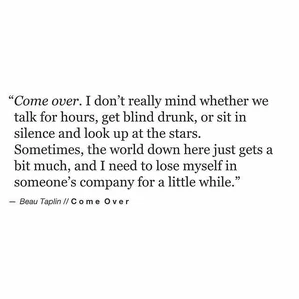 “Come over. I don’t really mind whether we
talk for hours, get blind drunk, or sit in
silence and look up at the stars.
Sometimes, the world down here just gets a
bit much, and I need to lose myself in
someone’s company for a little while.”
— Beau Taplin // Come Over